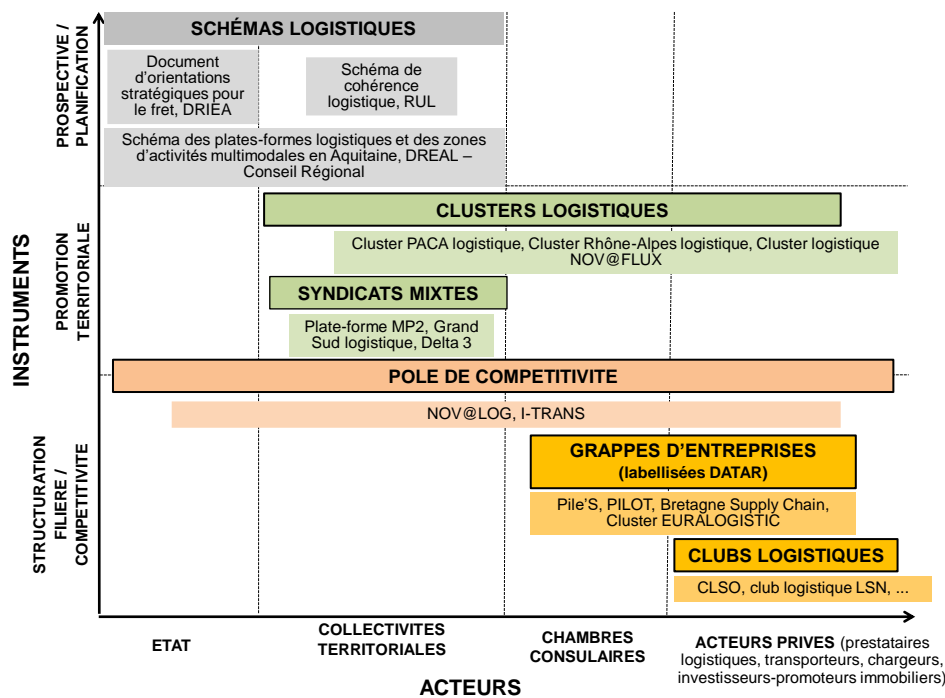 SCHÉMAS LOGISTIQUES
Document
d'orientations
stratégiques pour
le fret, DRIEA
Schéma de
cohérence
logistique, RUL
Schéma des plates-formes logistiques et des zones
d'activités multimodales en Aquitaine, DREAL –
Conseil Régional
CLUSTERS LOGISTIQUES
Cluster PACA logistique, Cluster Rhône-Alpes logistique, Cluster logistique
NOV@FLUX
SYNDICATS MIXTES
Plate-forme MP2, Grand
Sud logistique, Delta 3
POLE DE COMPETITIVITE
NOV@LOG, I-TRANS
GRAPPES D'ENTREPRISES
(labellisées DATAR)
Pile'S, PILOT, Bretagne Supply Chain,
Cluster EURALOGISTIC
CLUBS LOGISTIQUES
CLSO, club logistique LSN, ...
INSTRUMENTS
PROSPECTIVE /
PLANIFICATION
PROMOTION
TERRITORIALE
STRUCTURATION
FILIERE /
COMPETITIVITE
ETAT
COLLECTIVITES
TERRITORIALES
CHAMBRES
CONSULAIRES
ACTEURS PRIVES (prestataires
logistiques, transporteurs, chargeurs,
investisseurs-promoteurs immobiliers)
ACTEURS